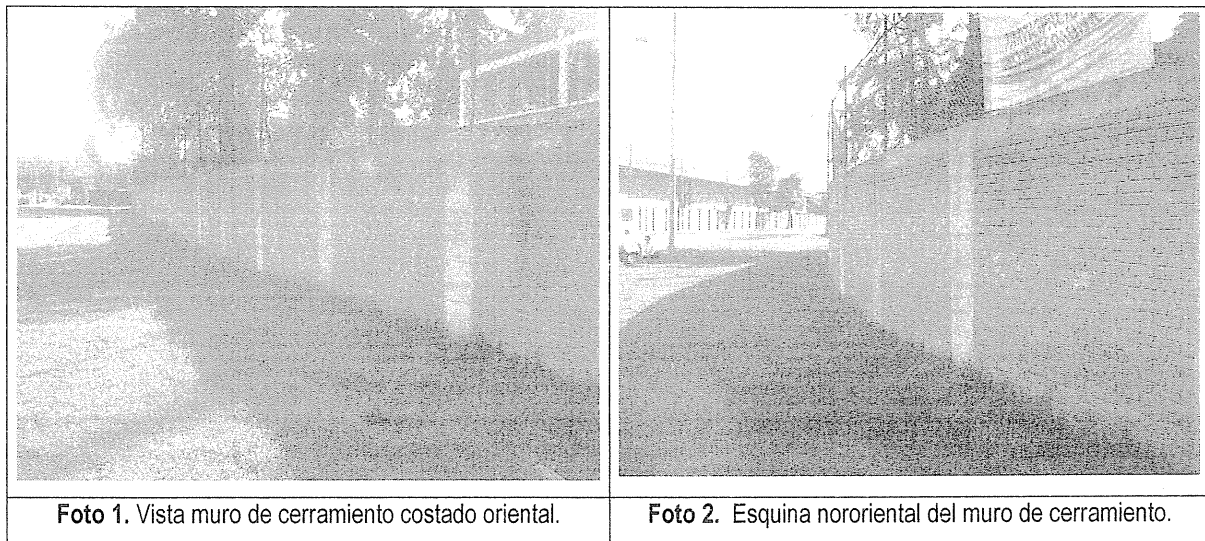 Foto 1. Vista muro de cerramiento costado oriental.
Foto 2. Esquina nororiental del muro de cerramiento.